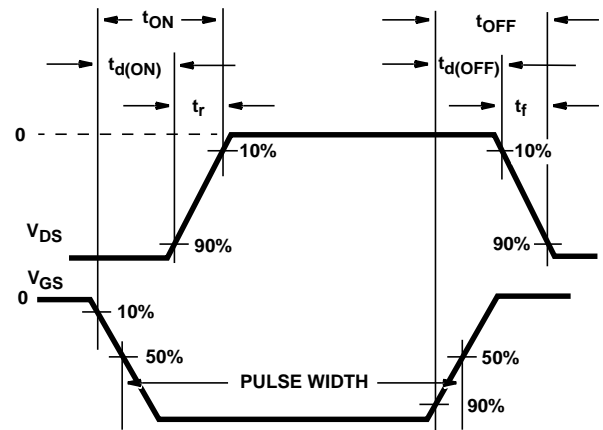 tON tOFF
td(ON) td(OFF)
tr tf
0
10% 10%
VDS 90% 90%
VGS
0
10%
50% 50%
PULSE WIDTH
90%